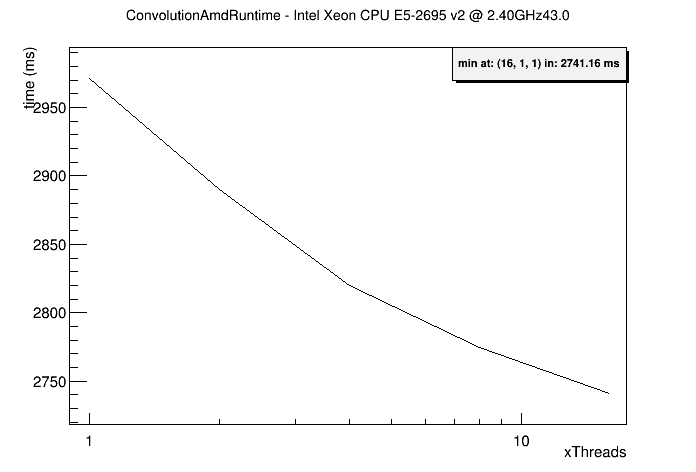 ConvolutionAmdRuntime - Intel Xeon CPU E5-2695 v2 @ 2.40GHz43.0
time (ms)
min at: (16, 1, 1) in: 2741.16 ms
2950
2900
2850
2800
2750
1
10
xThreads